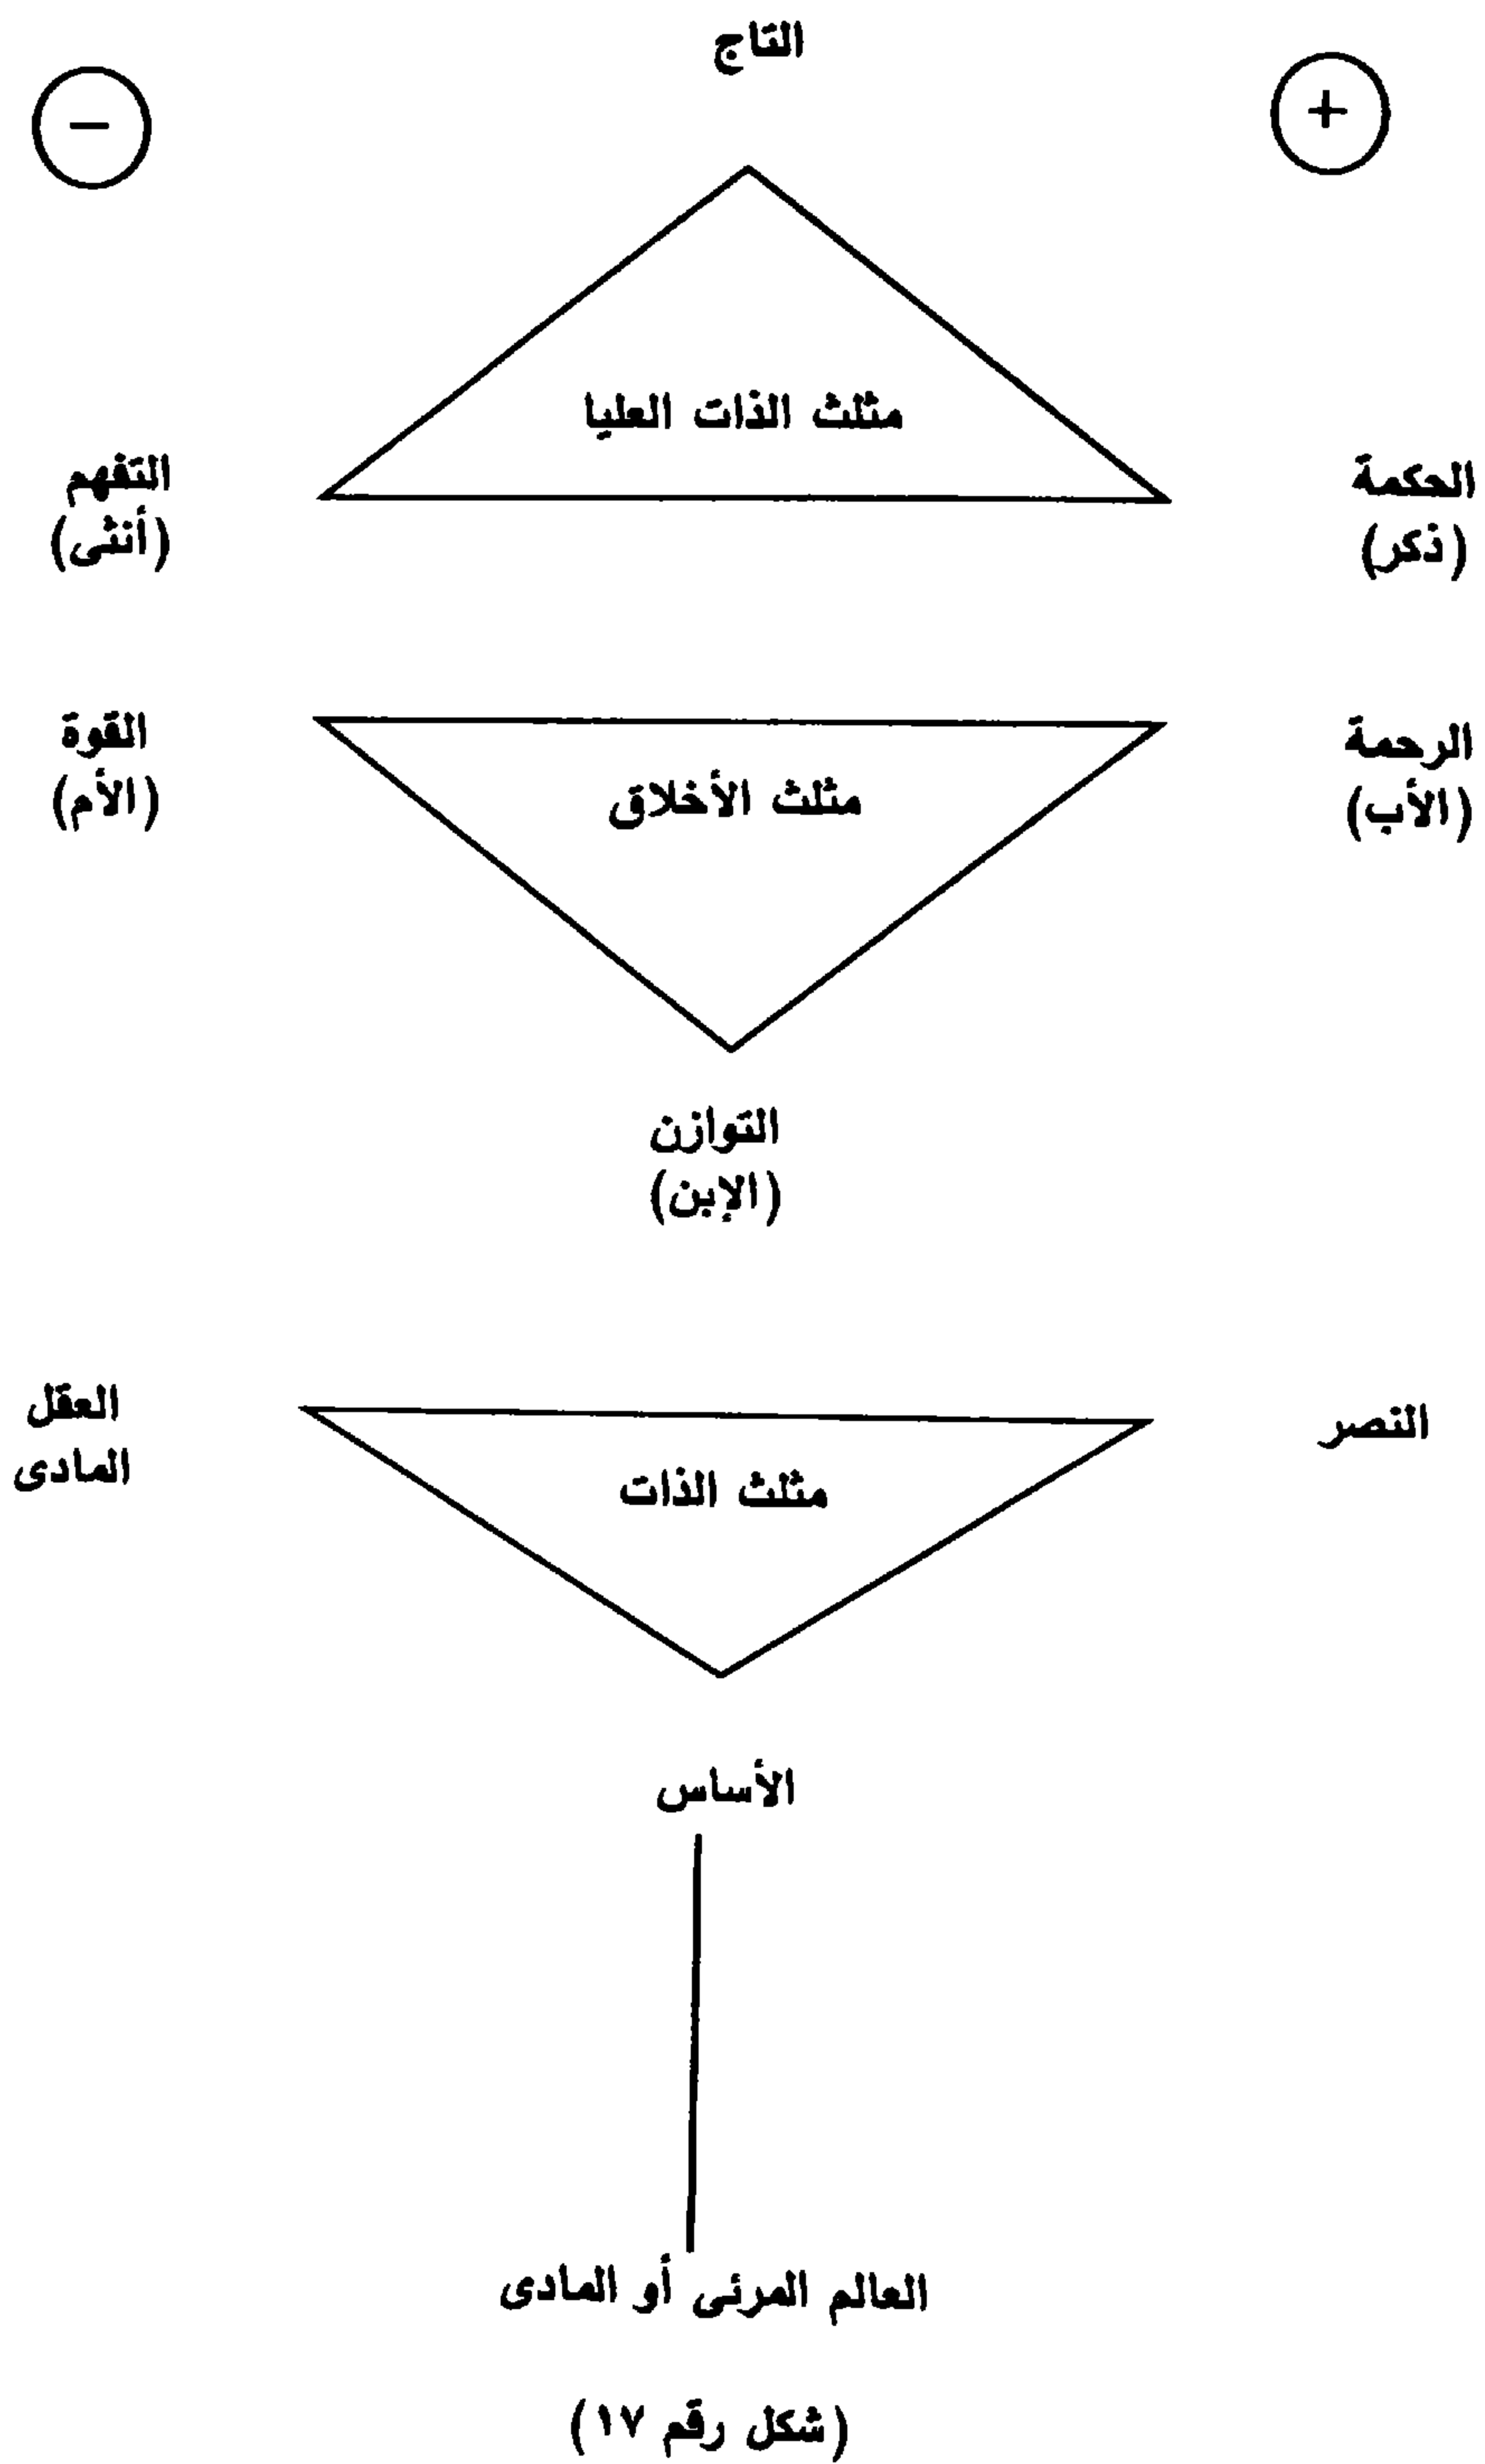 التاج
+
−
مثلث الذات العليا
الحكمة
(ذكر)
التفهم
(أنثى)
الرحمة
(الأب)
مثلث الأخلاق
القوة
(الأم)
التوازن
(الإبن)
النصر
مثلث الذات
العقل
المادى
الأساس
العالم المرئى أو المادى
(شكل رقم ١٧)